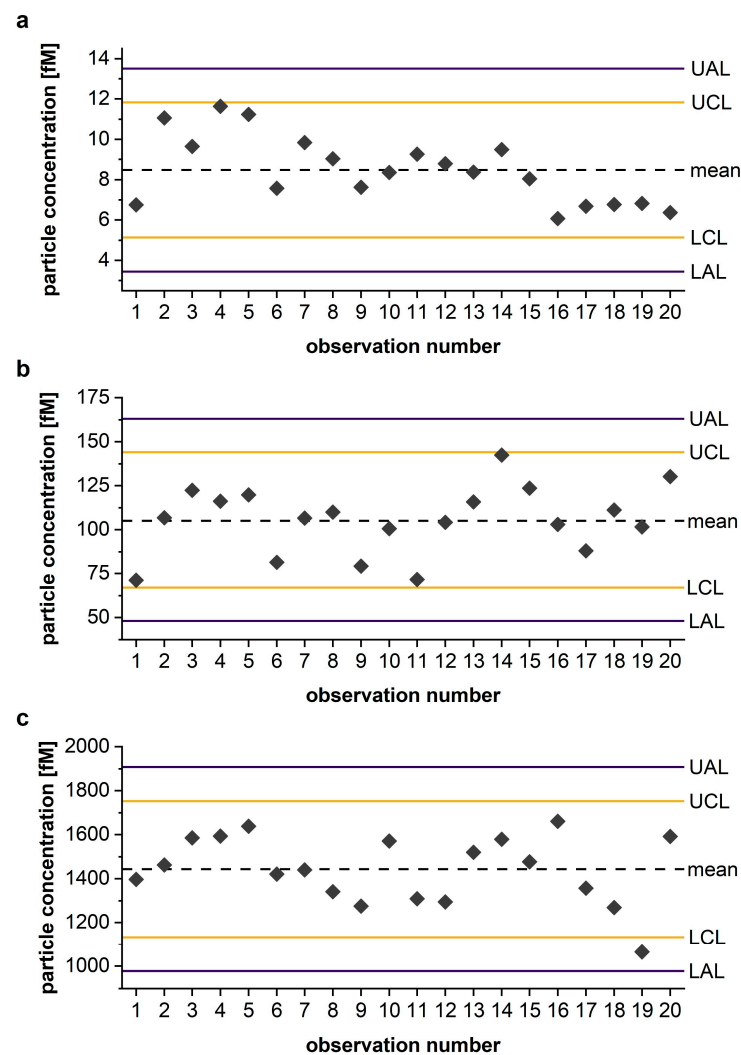 a
particle concentration [fM]
14
12
10
8
6
4
UAL
UCL
mean
LCL
LAL
1 2 3 4 5 6 7 8 9 10 11 12 13 14 15 16 17 18 19 20
observation number
b
particle concentration [fM]
175
150
125
100
75
50
UAL
UCL
mean
LCL
LAL
1 2 3 4 5 6 7 8 9 10 11 12 13 14 15 16 17 18 19 20
observation number
c
particle concentration [fM]
2000
1800
1600
1400
1200
1000
UAL
UCL
mean
LCL
LAL
1 2 3 4 5 6 7 8 9 10 11 12 13 14 15 16 17 18 19 20
observation number